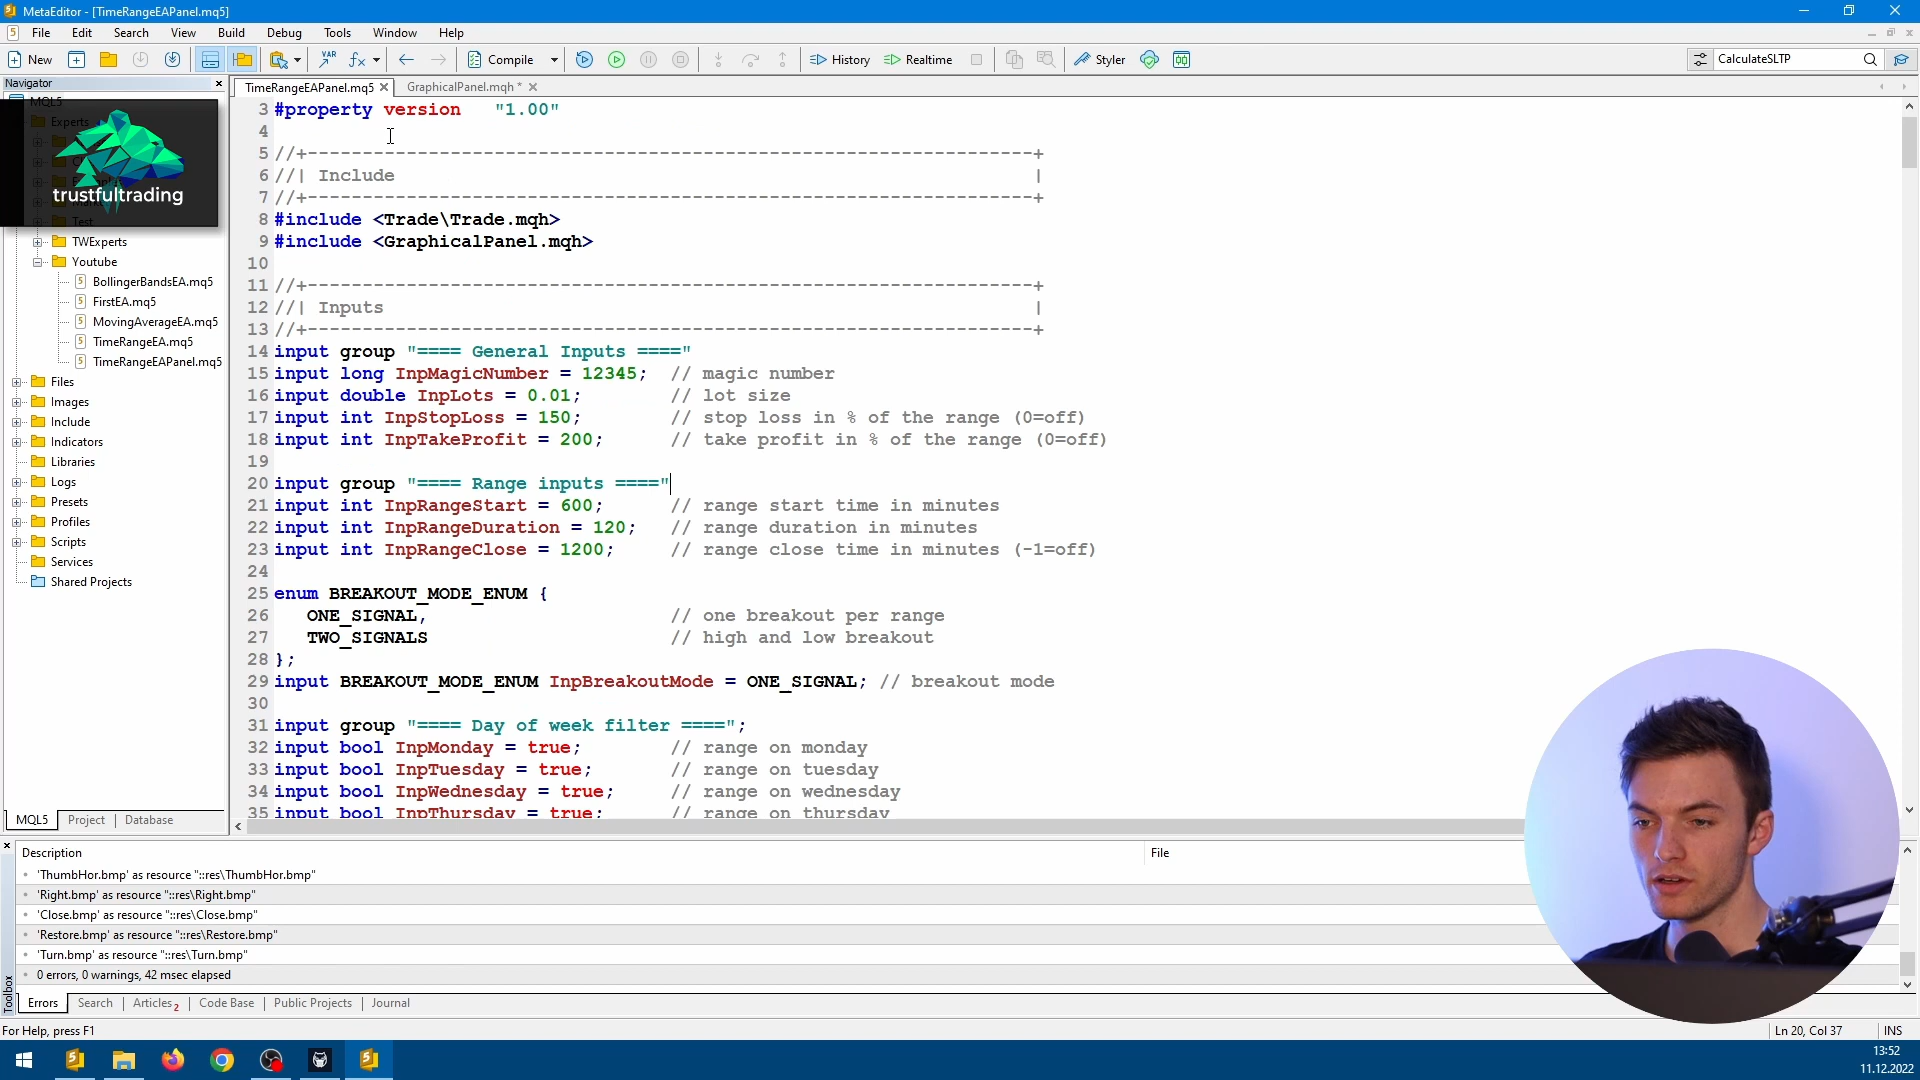 MetaEditor - [TimeRangeEAPanel.mq5]
File Edit Search View Build Debug Tools Window Help
New Compile History Realtime Styler CalculateSLTP
Navigator
TimeRangeEAPanel.mq5 GraphicalPanel.mqh *
MQL5
Experts
trustfultrading
Test
TWExperts
Youtube
BollingerBandsEA.mq5
FirstEA.mq5
MovingAverageEA.mq5
TimeRangeEA.mq5
TimeRangeEAPanel.mq5
Files
Images
Include
Indicators
Libraries
Logs
Presets
Profiles
Scripts
Services
Shared Projects
MQL5 Project Database
3 #property version "1.00"
4
5 //+------------------------------------------------------------------+
6 //| Include |
7 //+------------------------------------------------------------------+
8 #include <Trade\Trade.mqh>
9 #include <GraphicalPanel.mqh>
10
11 //+------------------------------------------------------------------+
12 //| Inputs |
13 //+------------------------------------------------------------------+
14 input group "==== General Inputs ===="
15 input long InpMagicNumber = 12345; // magic number
16 input double InpLots = 0.01; // lot size
17 input int InpStopLoss = 150; // stop loss in % of the range (0=off)
18 input int InpTakeProfit = 200; // take profit in % of the range (0=off)
19
20 input group "==== Range inputs ===="
21 input int InpRangeStart = 600; // range start time in minutes
22 input int InpRangeDuration = 120; // range duration in minutes
23 input int InpRangeClose = 1200; // range close time in minutes (-1=off)
24
25 enum BREAKOUT_MODE_ENUM {
26 ONE_SIGNAL, // one breakout per range
27 TWO_SIGNALS // high and low breakout
28 };
29 input BREAKOUT_MODE_ENUM InpBreakoutMode = ONE_SIGNAL; // breakout mode
30
31 input group "==== Day of week filter ====";
32 input bool InpMonday = true; // range on monday
33 input bool InpTuesday = true; // range on tuesday
34 input bool InpWednesday = true; // range on wednesday
35 input bool InpThursday = true; // range on thursday
Description File
'ThumbHor.bmp' as resource "::res\ThumbHor.bmp"
'Right.bmp' as resource "::res\Right.bmp"
'Close.bmp' as resource "::res\Close.bmp"
'Restore.bmp' as resource "::res\Restore.bmp"
'Turn.bmp' as resource "::res\Turn.bmp"
0 errors, 0 warnings, 42 msec elapsed
Toolbox
Errors Search Articles 2 Code Base Public Projects Journal
For Help, press F1 Ln 20, Col 37 INS
13:52
11.12.2022